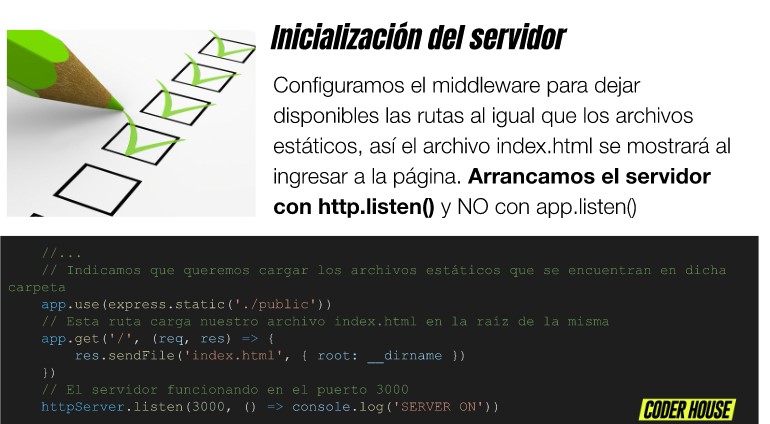 Inicialización del servidor
Configuramos el middleware para dejar
disponibles las rutas al igual que los archivos
estáticos, así el archivo index.html se mostrará al
ingresar a la página. Arrancamos el servidor
con http.listen() y NO con app.listen()
//...
// Indicamos que queremos cargar los archivos estáticos que se encuentran en dicha
carpeta
app.use(express.static('./public'))
// Esta ruta carga nuestro archivo index.html en la raíz de la misma
app.get('/', (req, res) => {
res.sendFile('index.html', { root: __dirname })
})
// El servidor funcionando en el puerto 3000
httpServer.listen(3000, () => console.log('SERVER ON'))
CODER HOUSE